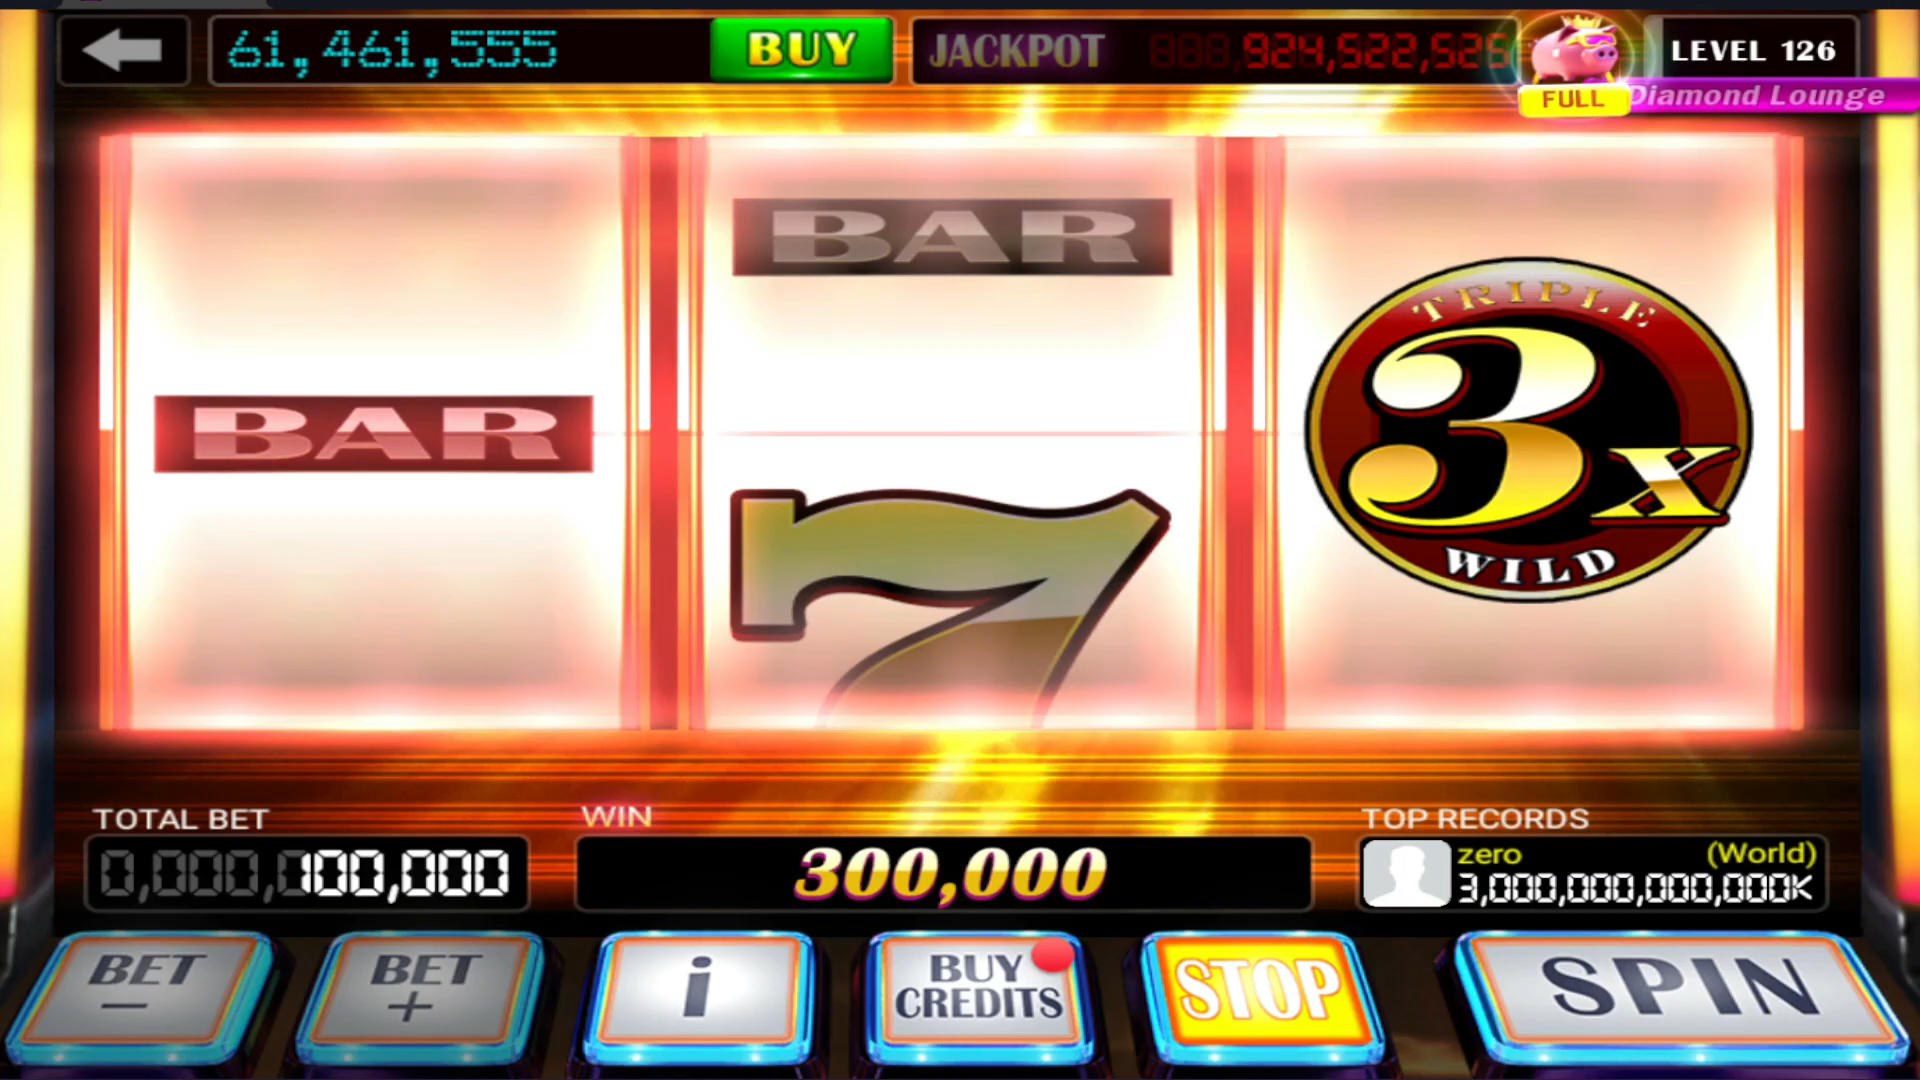 61,461,555
BUY
JACKPOT
924,522,525
LEVEL 126
FULL
Diamond Lounge
BAR
BAR
TRIPLE
3x
WILD
7
TOTAL BET
100,000
WIN
300,000
TOP RECORDS
zero (World)
3,000,000,000,000K
BET
−
BET
+
i
BUY
CREDITS
STOP
SPIN